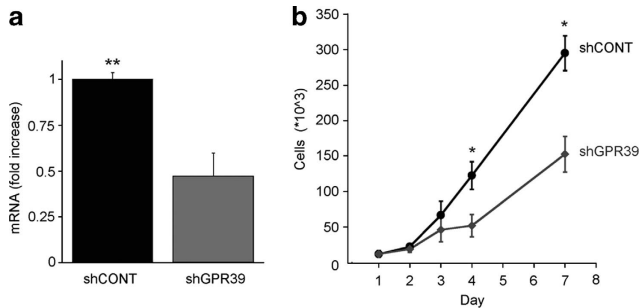 a
mRNA (fold increase)
1
0.75
0.5
0.25
0
**
shCONT
shGPR39
b
Cells (*10^3)
350
300
250
200
150
100
50
0
*
*
shCONT
shGPR39
1 2 3 4 5 6 7 8
Day